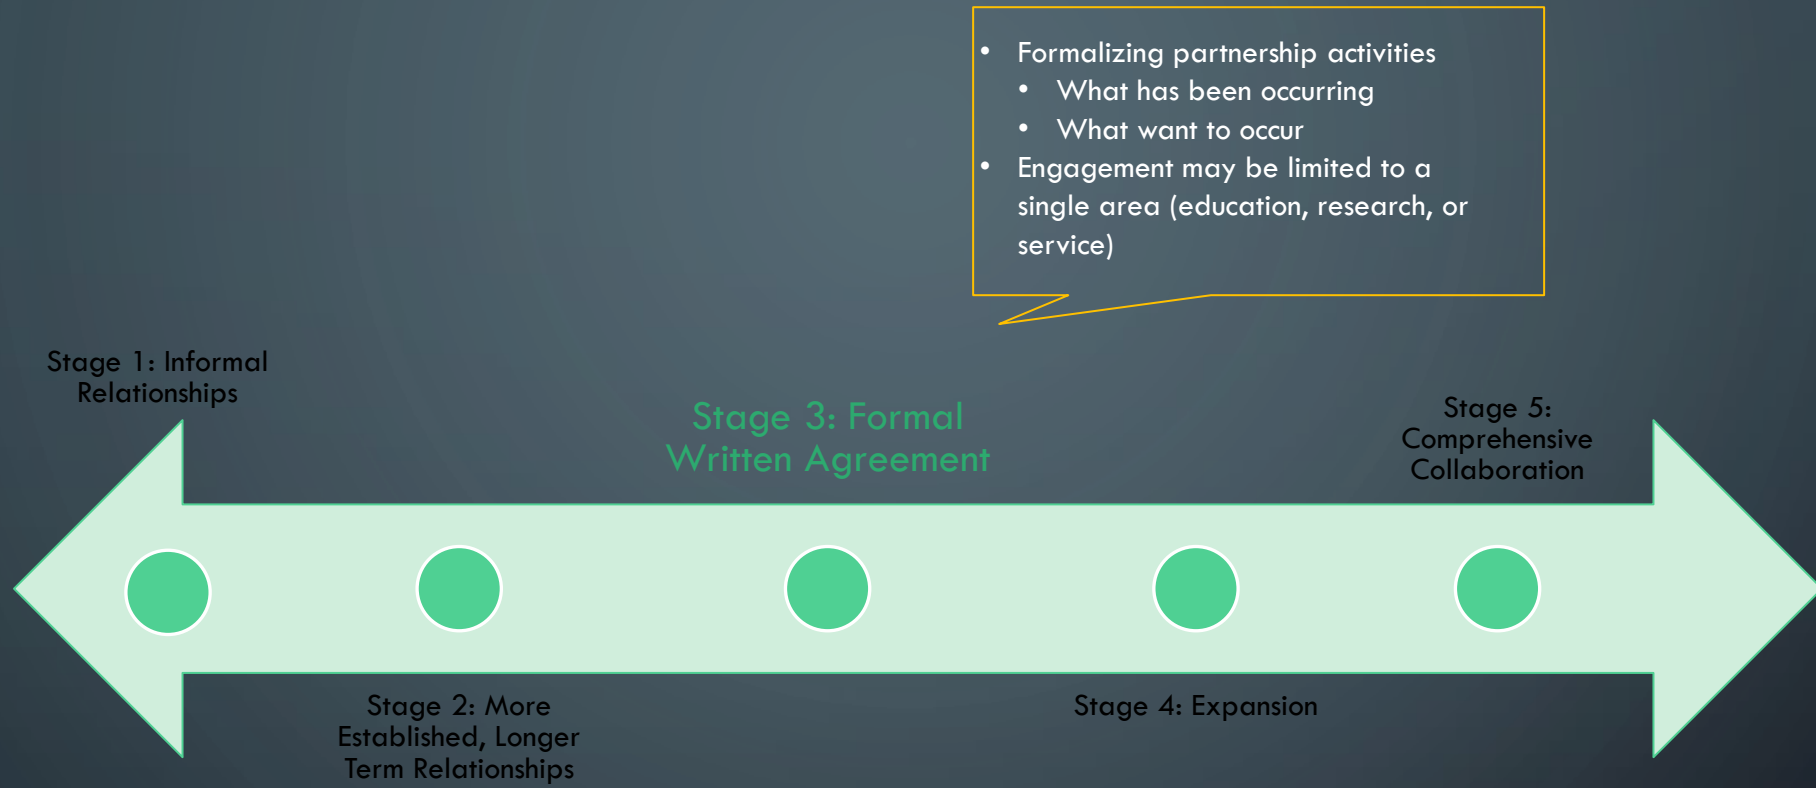 • Formalizing partnership activities
• What has been occurring
• What want to occur
• Engagement may be limited to a
single area (education, research, or
service)
Stage 1: Informal
Relationships
Stage 3: Formal
Written Agreement
Stage 5:
Comprehensive
Collaboration
Stage 2: More
Established, Longer
Term Relationships
Stage 4: Expansion